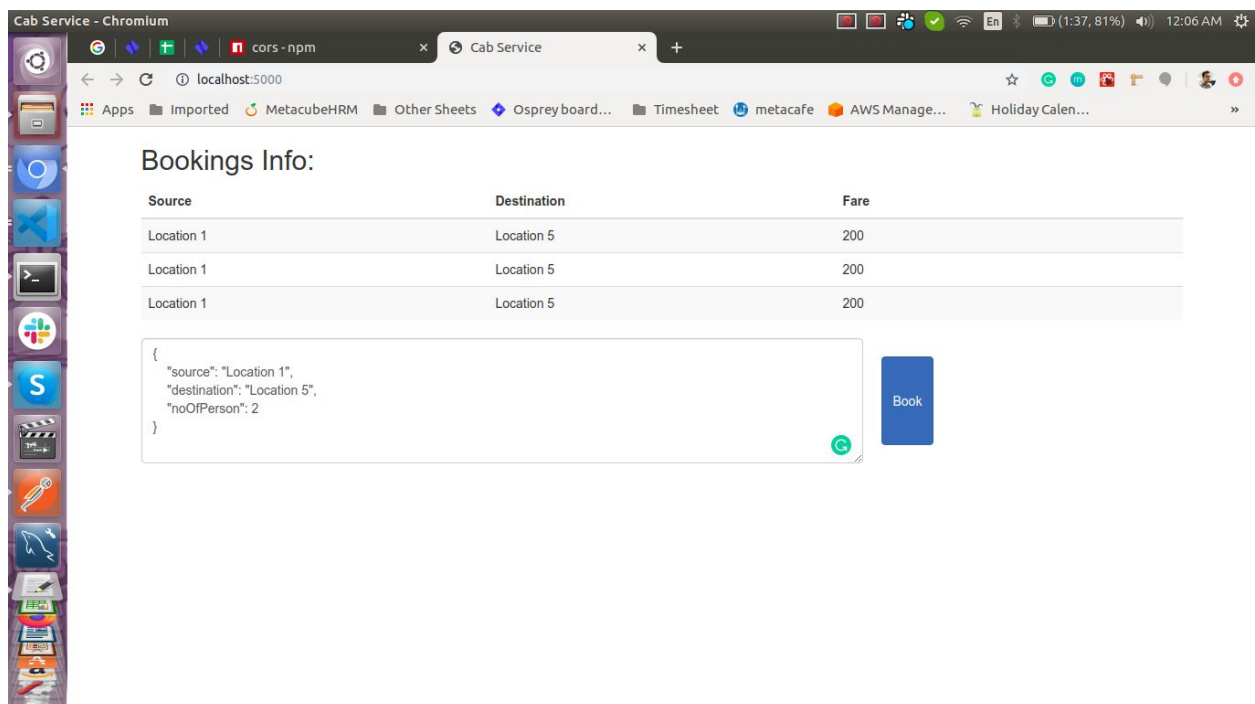 Cab Service - Chromium
En
(1:37, 81%)
12:06 AM
cors - npm
Cab Service
localhost:5000
Apps
Imported
MetacubeHRM
Other Sheets
Osprey board...
Timesheet
metacafe
AWS Manage...
Holiday Calen...
»
Bookings Info:
Source Destination Fare
Location 1 Location 5 200
Location 1 Location 5 200
Location 1 Location 5 200
{
"source": "Location 1",
"destination": "Location 5",
"noOfPerson": 2
}
Book